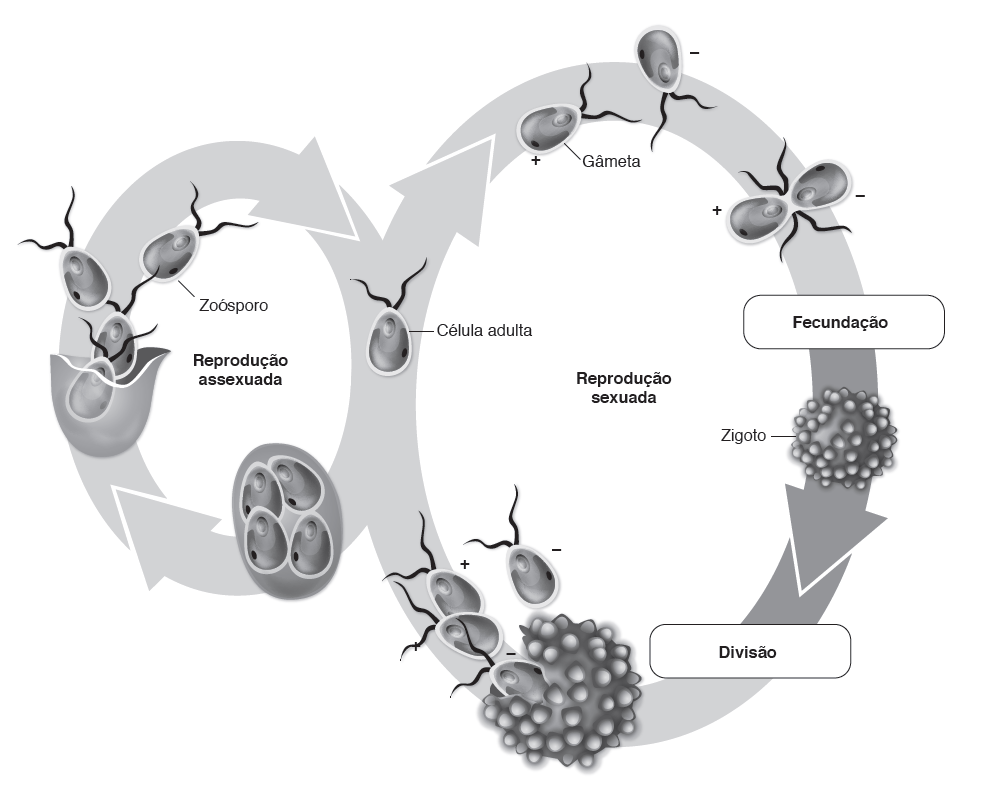 –
+
Gâmeta
+
–
Zoósporo
Célula adulta
Fecundação
Reprodução
assexuada
Reprodução
sexuada
Zigoto
–
+
+
–
Divisão